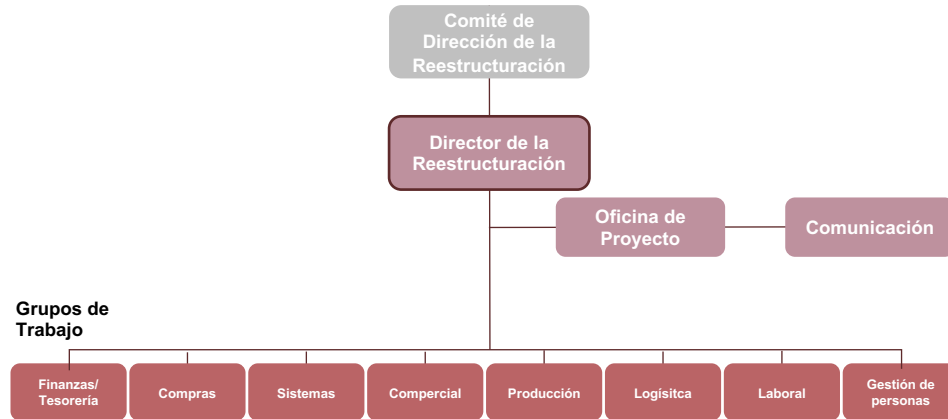 Comité de
Dirección de la
Reestructuración
Director de la
Reestructuración
Oficina de
Proyecto
Comunicación
Grupos de
Trabajo
Finanzas/
Tesorería
Compras
Sistemas
Compercial
Producción
Logísitca
Laboral
Gestión de
personas